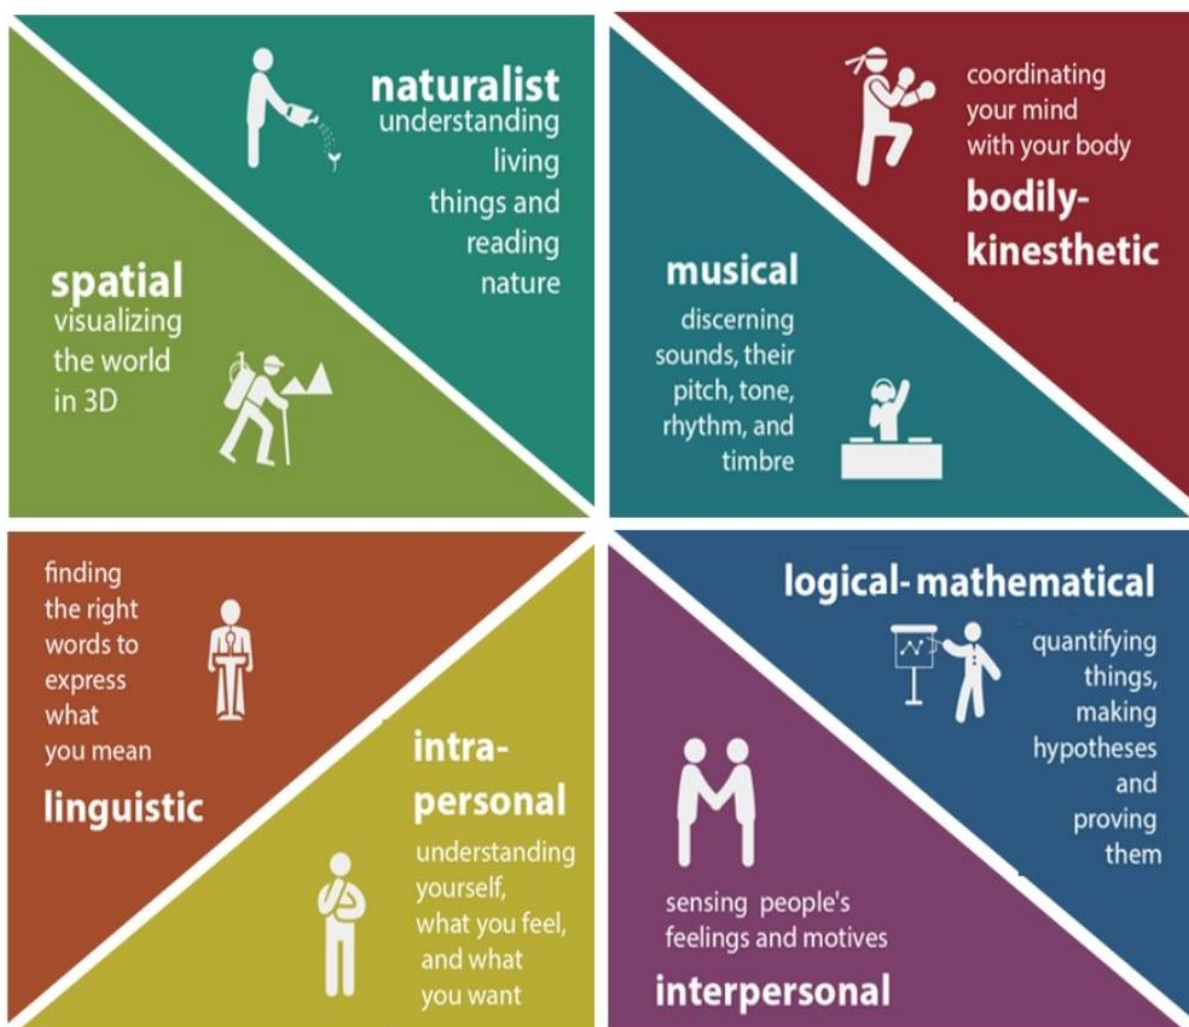 naturalist
understanding
living
things and
reading
nature
spatial
visualizing
the world
in 3D
coordinating
your mind
with your body
bodily-
kinesthetic
musical
discerning
sounds, their
pitch, tone,
rhythm, and
timbre
finding
the right
words to
express
what
you mean
linguistic
intra-
personal
understanding
yourself,
what you feel,
and what
you want
logical-mathematical
quantifying
things,
making
hypotheses
and
proving
them
sensing people's
feelings and motives
interpersonal